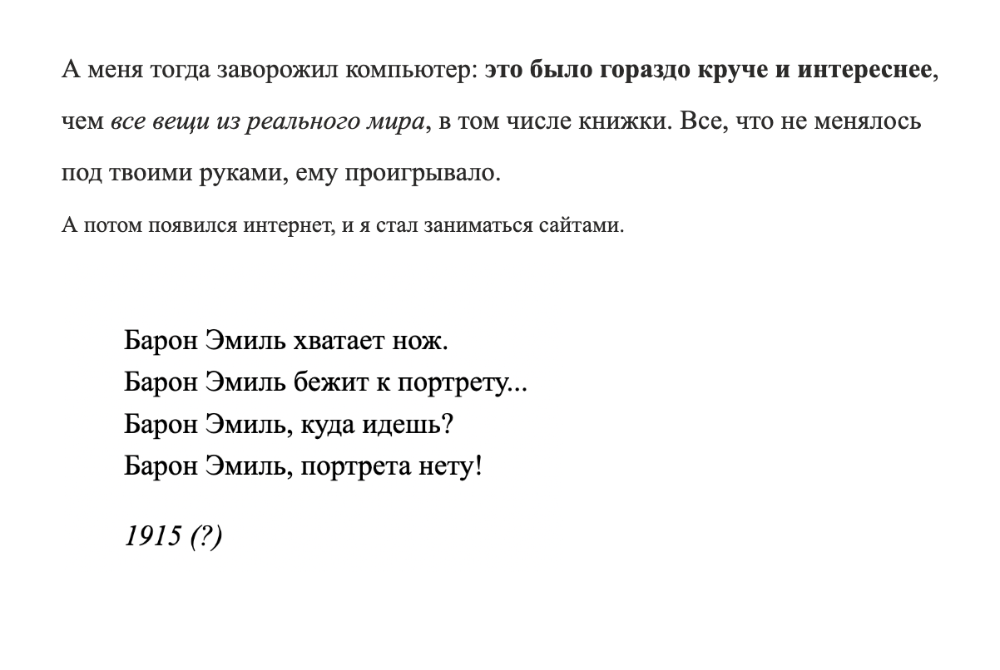 А меня тогда заворожил компьютер: это было гораздо круче и интереснее,
чем все вещи из реального мира, в том числе книжки. Все, что не менялось
под твоими руками, ему проигрывало.
А потом появился интернет, и я стал заниматься сайтами.
Барон Эмиль хватает нож.
Барон Эмиль бежит к портрету...
Барон Эмиль, куда идешь?
Барон Эмиль, портрета нету!
1915 (?)